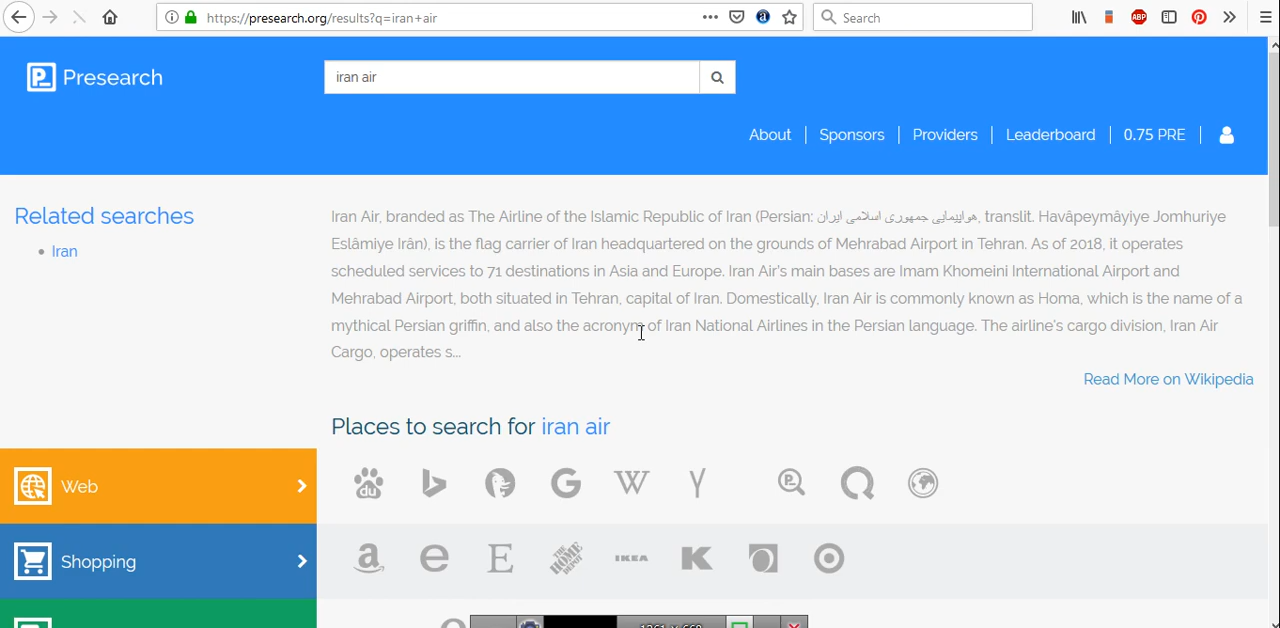 https://presearch.org/results?q=iran+air
Search
ABP
Presearch
iran air
About
Sponsors
Providers
Leaderboard
0.75 PRE
Related searches
Iran
Iran Air, branded as The Airline of the Islamic Republic of Iran (Persian: هواپیمایی جمهوری اسلامی ایران, translit. Havâpeymâyiye Jomhuriye
Eslâmiye Irân), is the flag carrier of Iran headquartered on the grounds of Mehrabad Airport in Tehran. As of 2018, it operates
scheduled services to 71 destinations in Asia and Europe. Iran Air's main bases are Imam Khomeini International Airport and
Mehrabad Airport, both situated in Tehran, capital of Iran. Domestically, Iran Air is commonly known as Homa, which is the name of a
mythical Persian griffin, and also the acronym of Iran National Airlines in the Persian language. The airline's cargo division, Iran Air
Cargo, operates s...
Read More on Wikipedia
Places to search for iran air
Web
du
Shopping
THE HOME DEPOT
IKEA